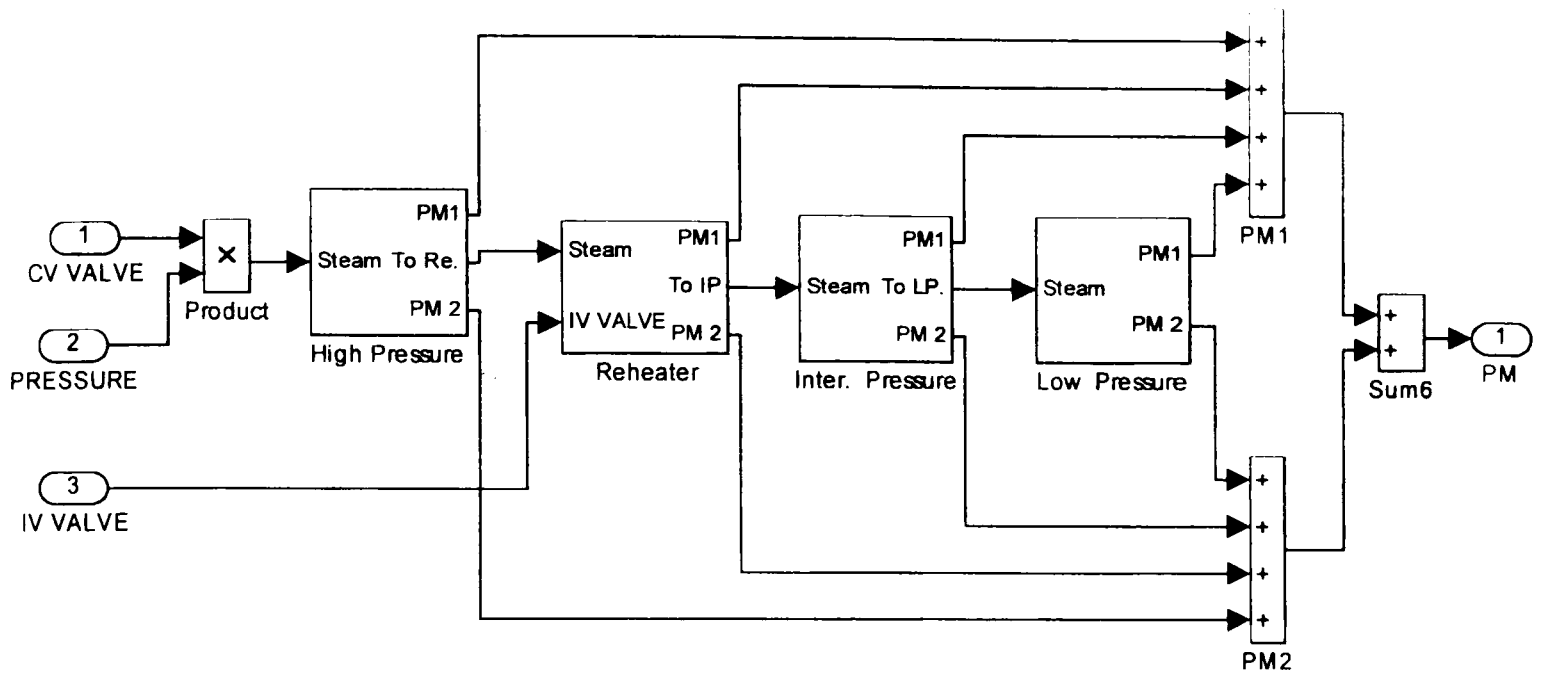 +
+
+
+
PM1
1
CV VALVE
×
Product
2
PRESSURE
3
IV VALVE
PM1
Steam To Re.
PM 2
High Pressure
Steam
PM1
To IP
IV VALVE
PM 2
Reheater
PM1
Steam To LP.
PM 2
Inter. Pressure
PM1
Steam
PM 2
Low Pressure
+
+
Sum6
1
PM
+
+
+
+
PM2